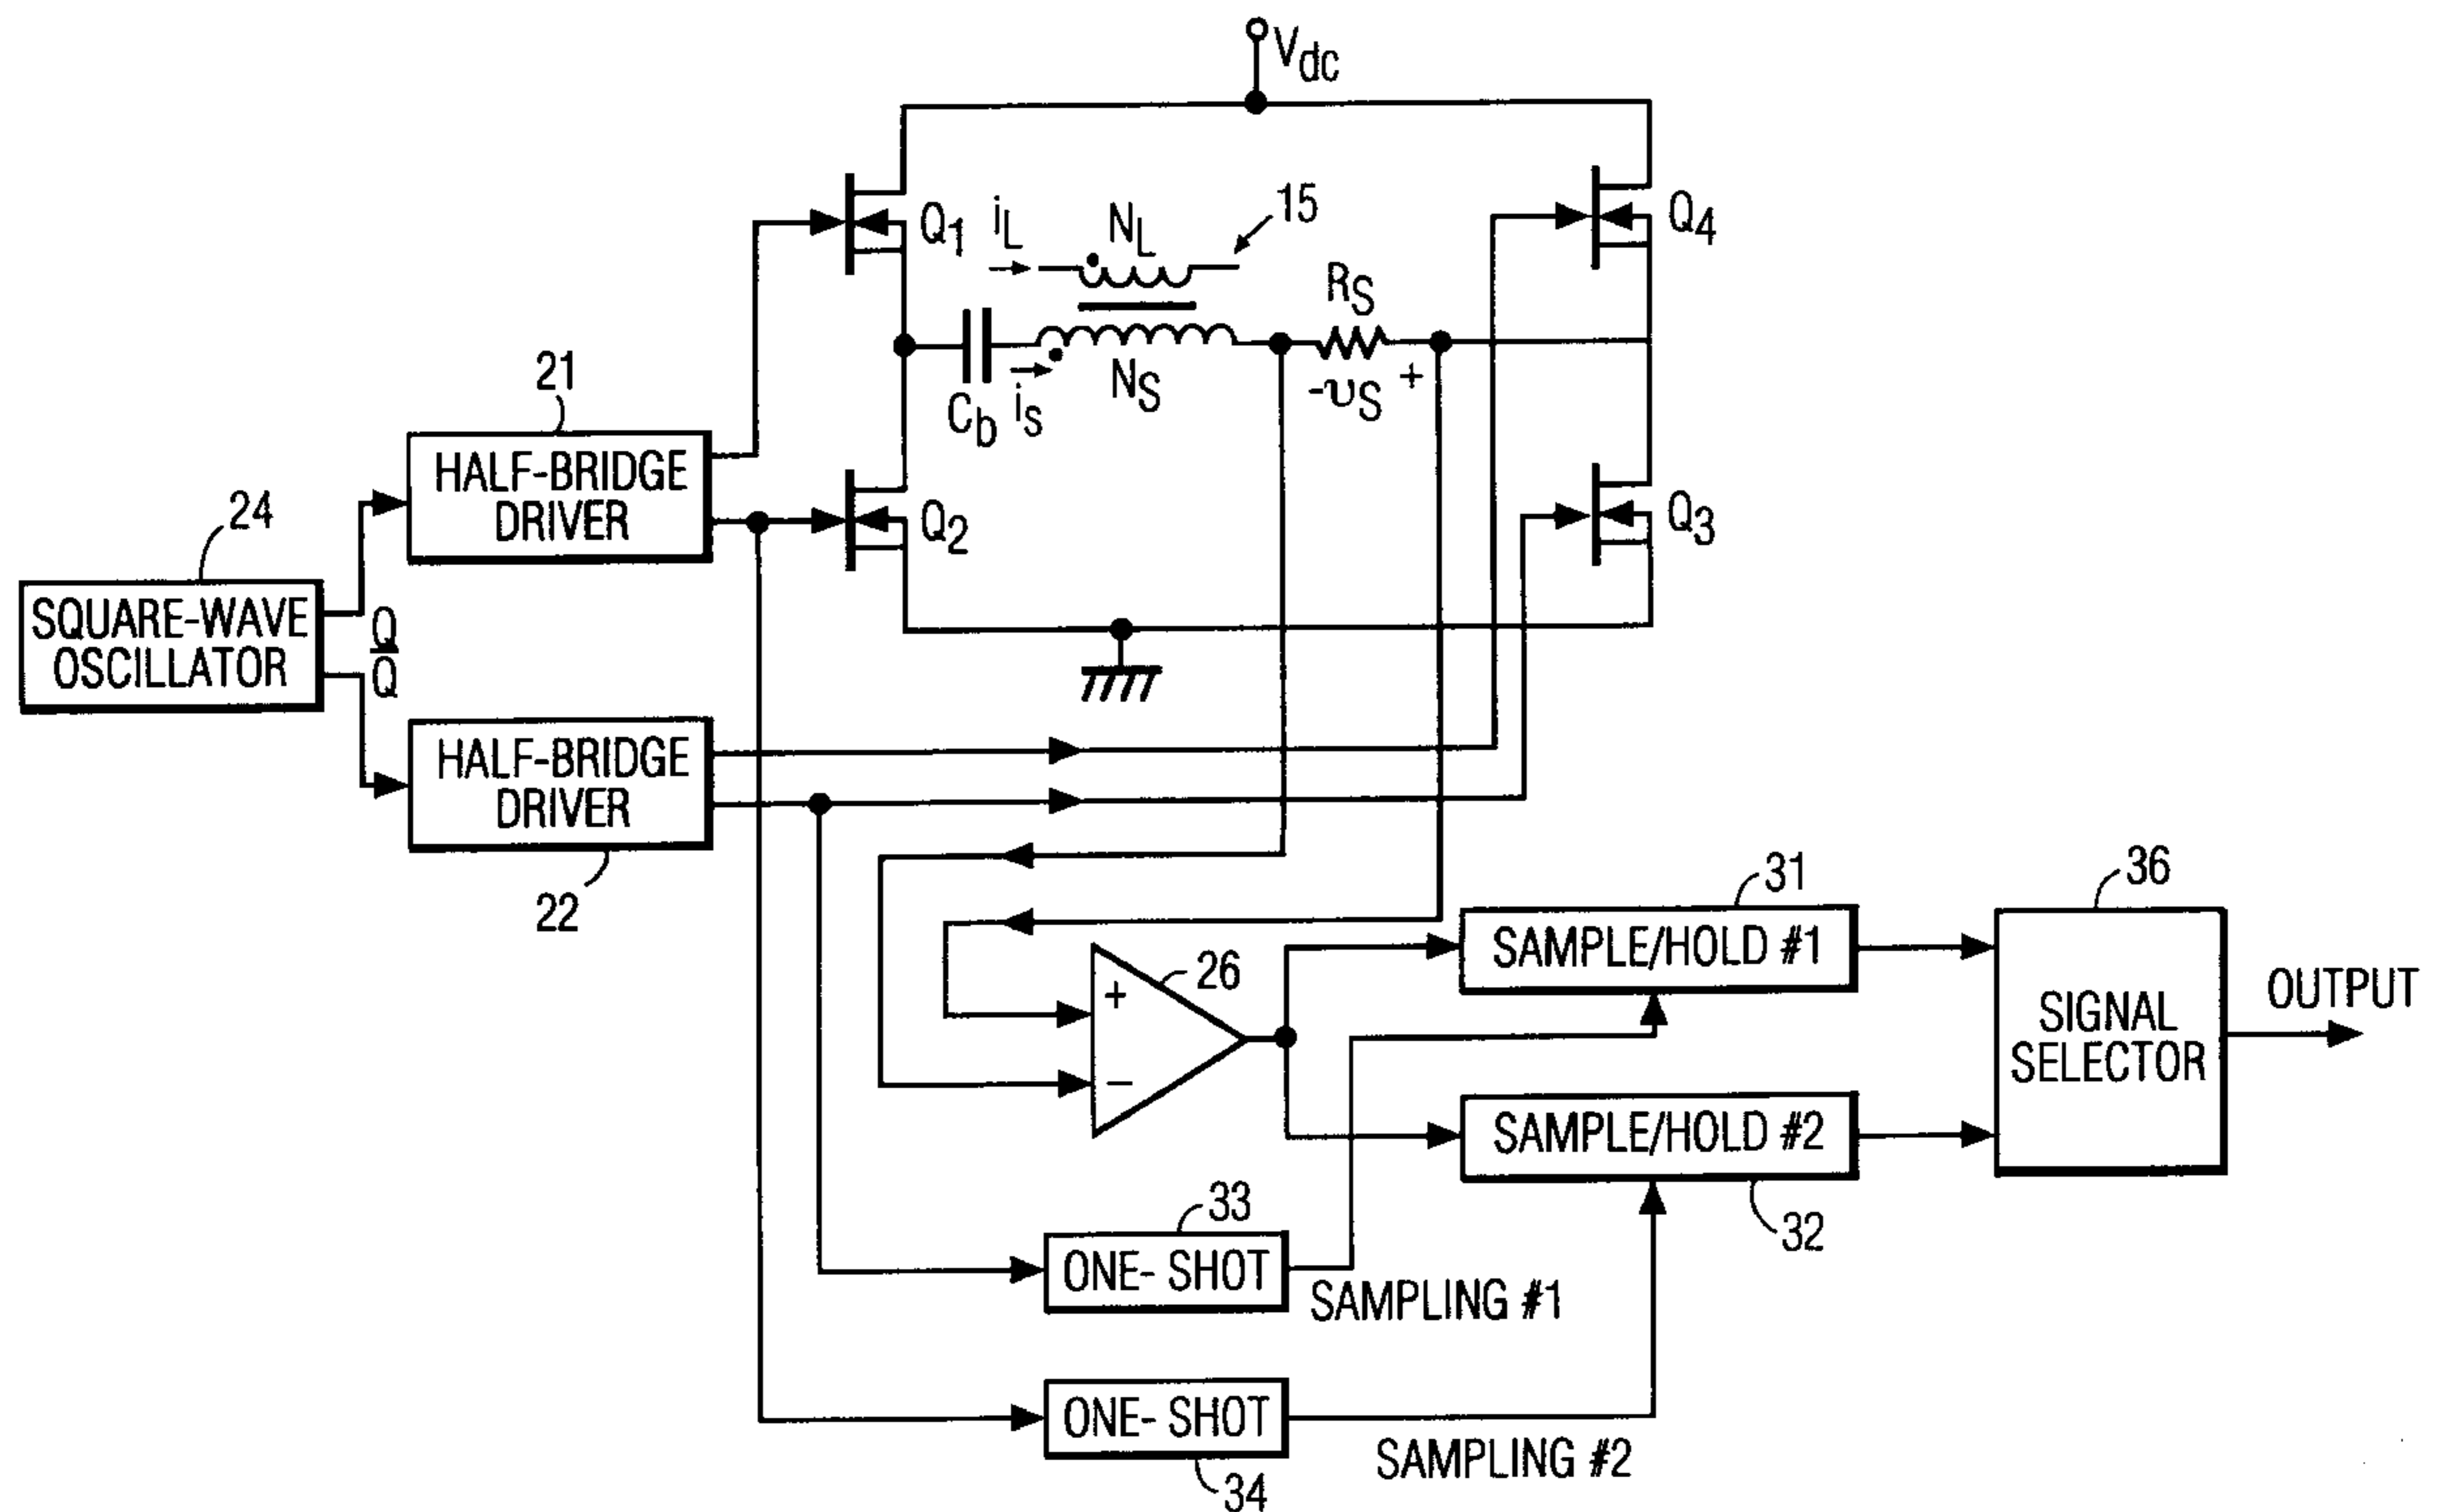 Vdc
Q1
iL
NL
15
Q4
RS
-υS +
NS
Cb
is
21
HALF-BRIDGE
DRIVER
Q2
Q3
24
SQUARE-WAVE
OSCILLATOR
Q
Q̅
HALF-BRIDGE
DRIVER
22
26
+
−
31
SAMPLE/HOLD #1
36
SIGNAL
SELECTOR
OUTPUT
SAMPLE/HOLD #2
32
33
ONE- SHOT
SAMPLING #1
ONE- SHOT
SAMPLING #2
34